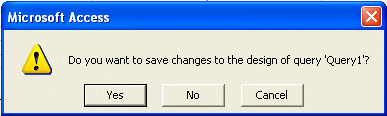 Microsoft Access
Do you want to save changes to the design of query 'Query1'?
Yes No Cancel